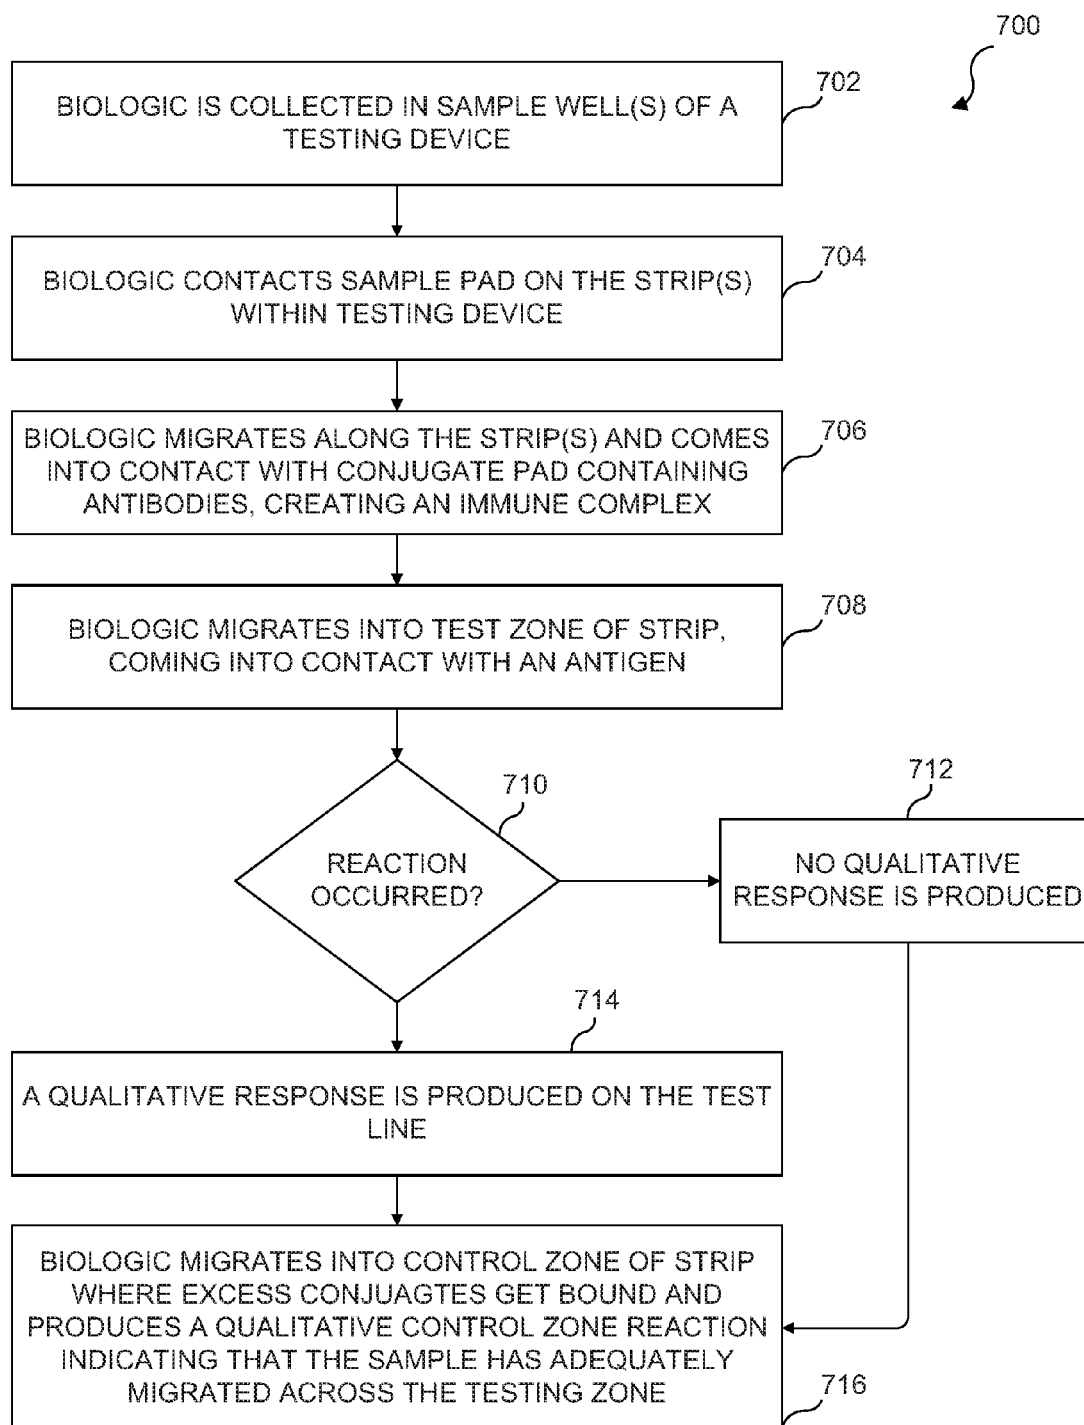 700
702
BIOLOGIC IS COLLECTED IN SAMPLE WELL(S) OF A
TESTING DEVICE
704
BIOLOGIC CONTACTS SAMPLE PAD ON THE STRIP(S)
WITHIN TESTING DEVICE
706
BIOLOGIC MIGRATES ALONG THE STRIP(S) AND COMES
INTO CONTACT WITH CONJUGATE PAD CONTAINING
ANTIBODIES, CREATING AN IMMUNE COMPLEX
708
BIOLOGIC MIGRATES INTO TEST ZONE OF STRIP,
COMING INTO CONTACT WITH AN ANTIGEN
710
REACTION
OCCURRED?
712
NO QUALITATIVE
RESPONSE IS PRODUCED
714
A QUALITATIVE RESPONSE IS PRODUCED ON THE TEST
LINE
BIOLOGIC MIGRATES INTO CONTROL ZONE OF STRIP
WHERE EXCESS CONJUAGTES GET BOUND AND
PRODUCES A QUALITATIVE CONTROL ZONE REACTION
INDICATING THAT THE SAMPLE HAS ADEQUATELY
MIGRATED ACROSS THE TESTING ZONE
716